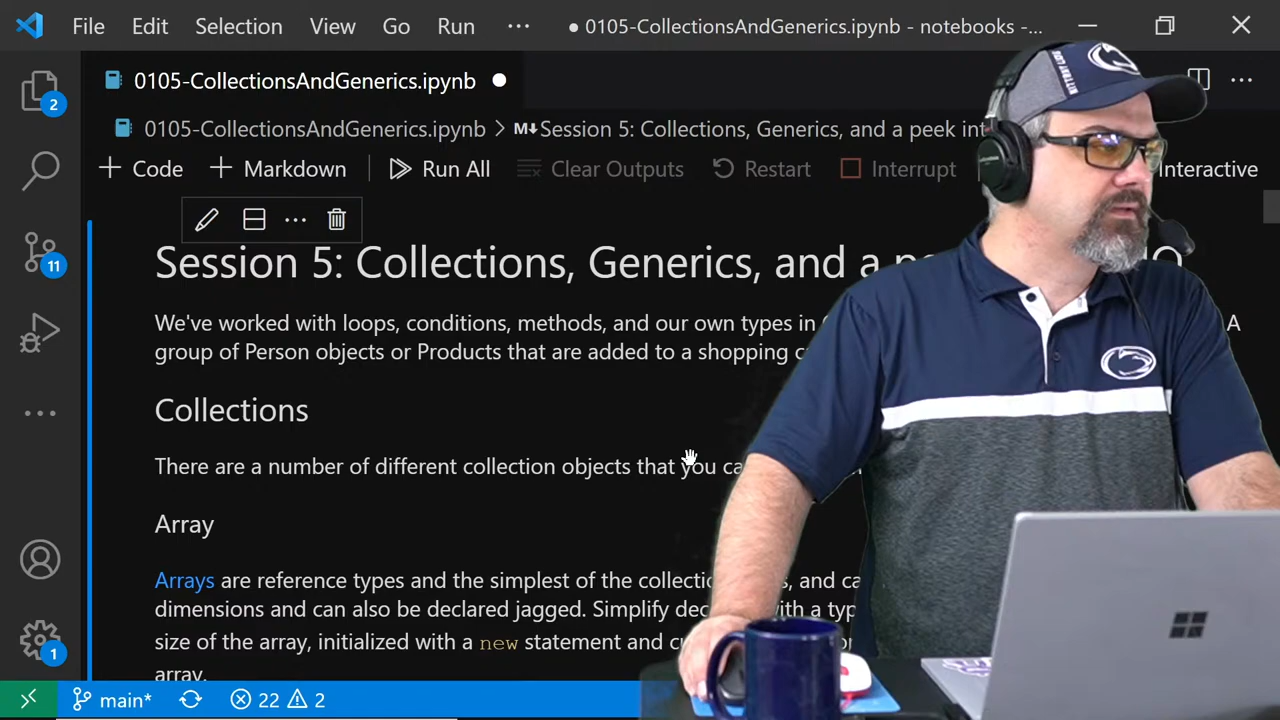 File Edit Selection View Go Run ··· ● 0105-CollectionsAndGenerics.ipynb - notebooks -...
0105-CollectionsAndGenerics.ipynb
0105-CollectionsAndGenerics.ipynb > M↓Session 5: Collections, Generics, and a peek int
+ Code + Markdown Run All Clear Outputs Restart Interrupt Interactive
Session 5: Collections, Generics, and a pe
We've worked with loops, conditions, methods, and our own types in A
group of Person objects or Products that are added to a shopping
Collections
There are a number of different collection objects that you ca
Array
Arrays are reference types and the simplest of the collectio , and ca
dimensions and can also be declared jagged. Simplify dec with a typ
size of the array, initialized with a new statement and
array.
main* 22 2
2
11
1